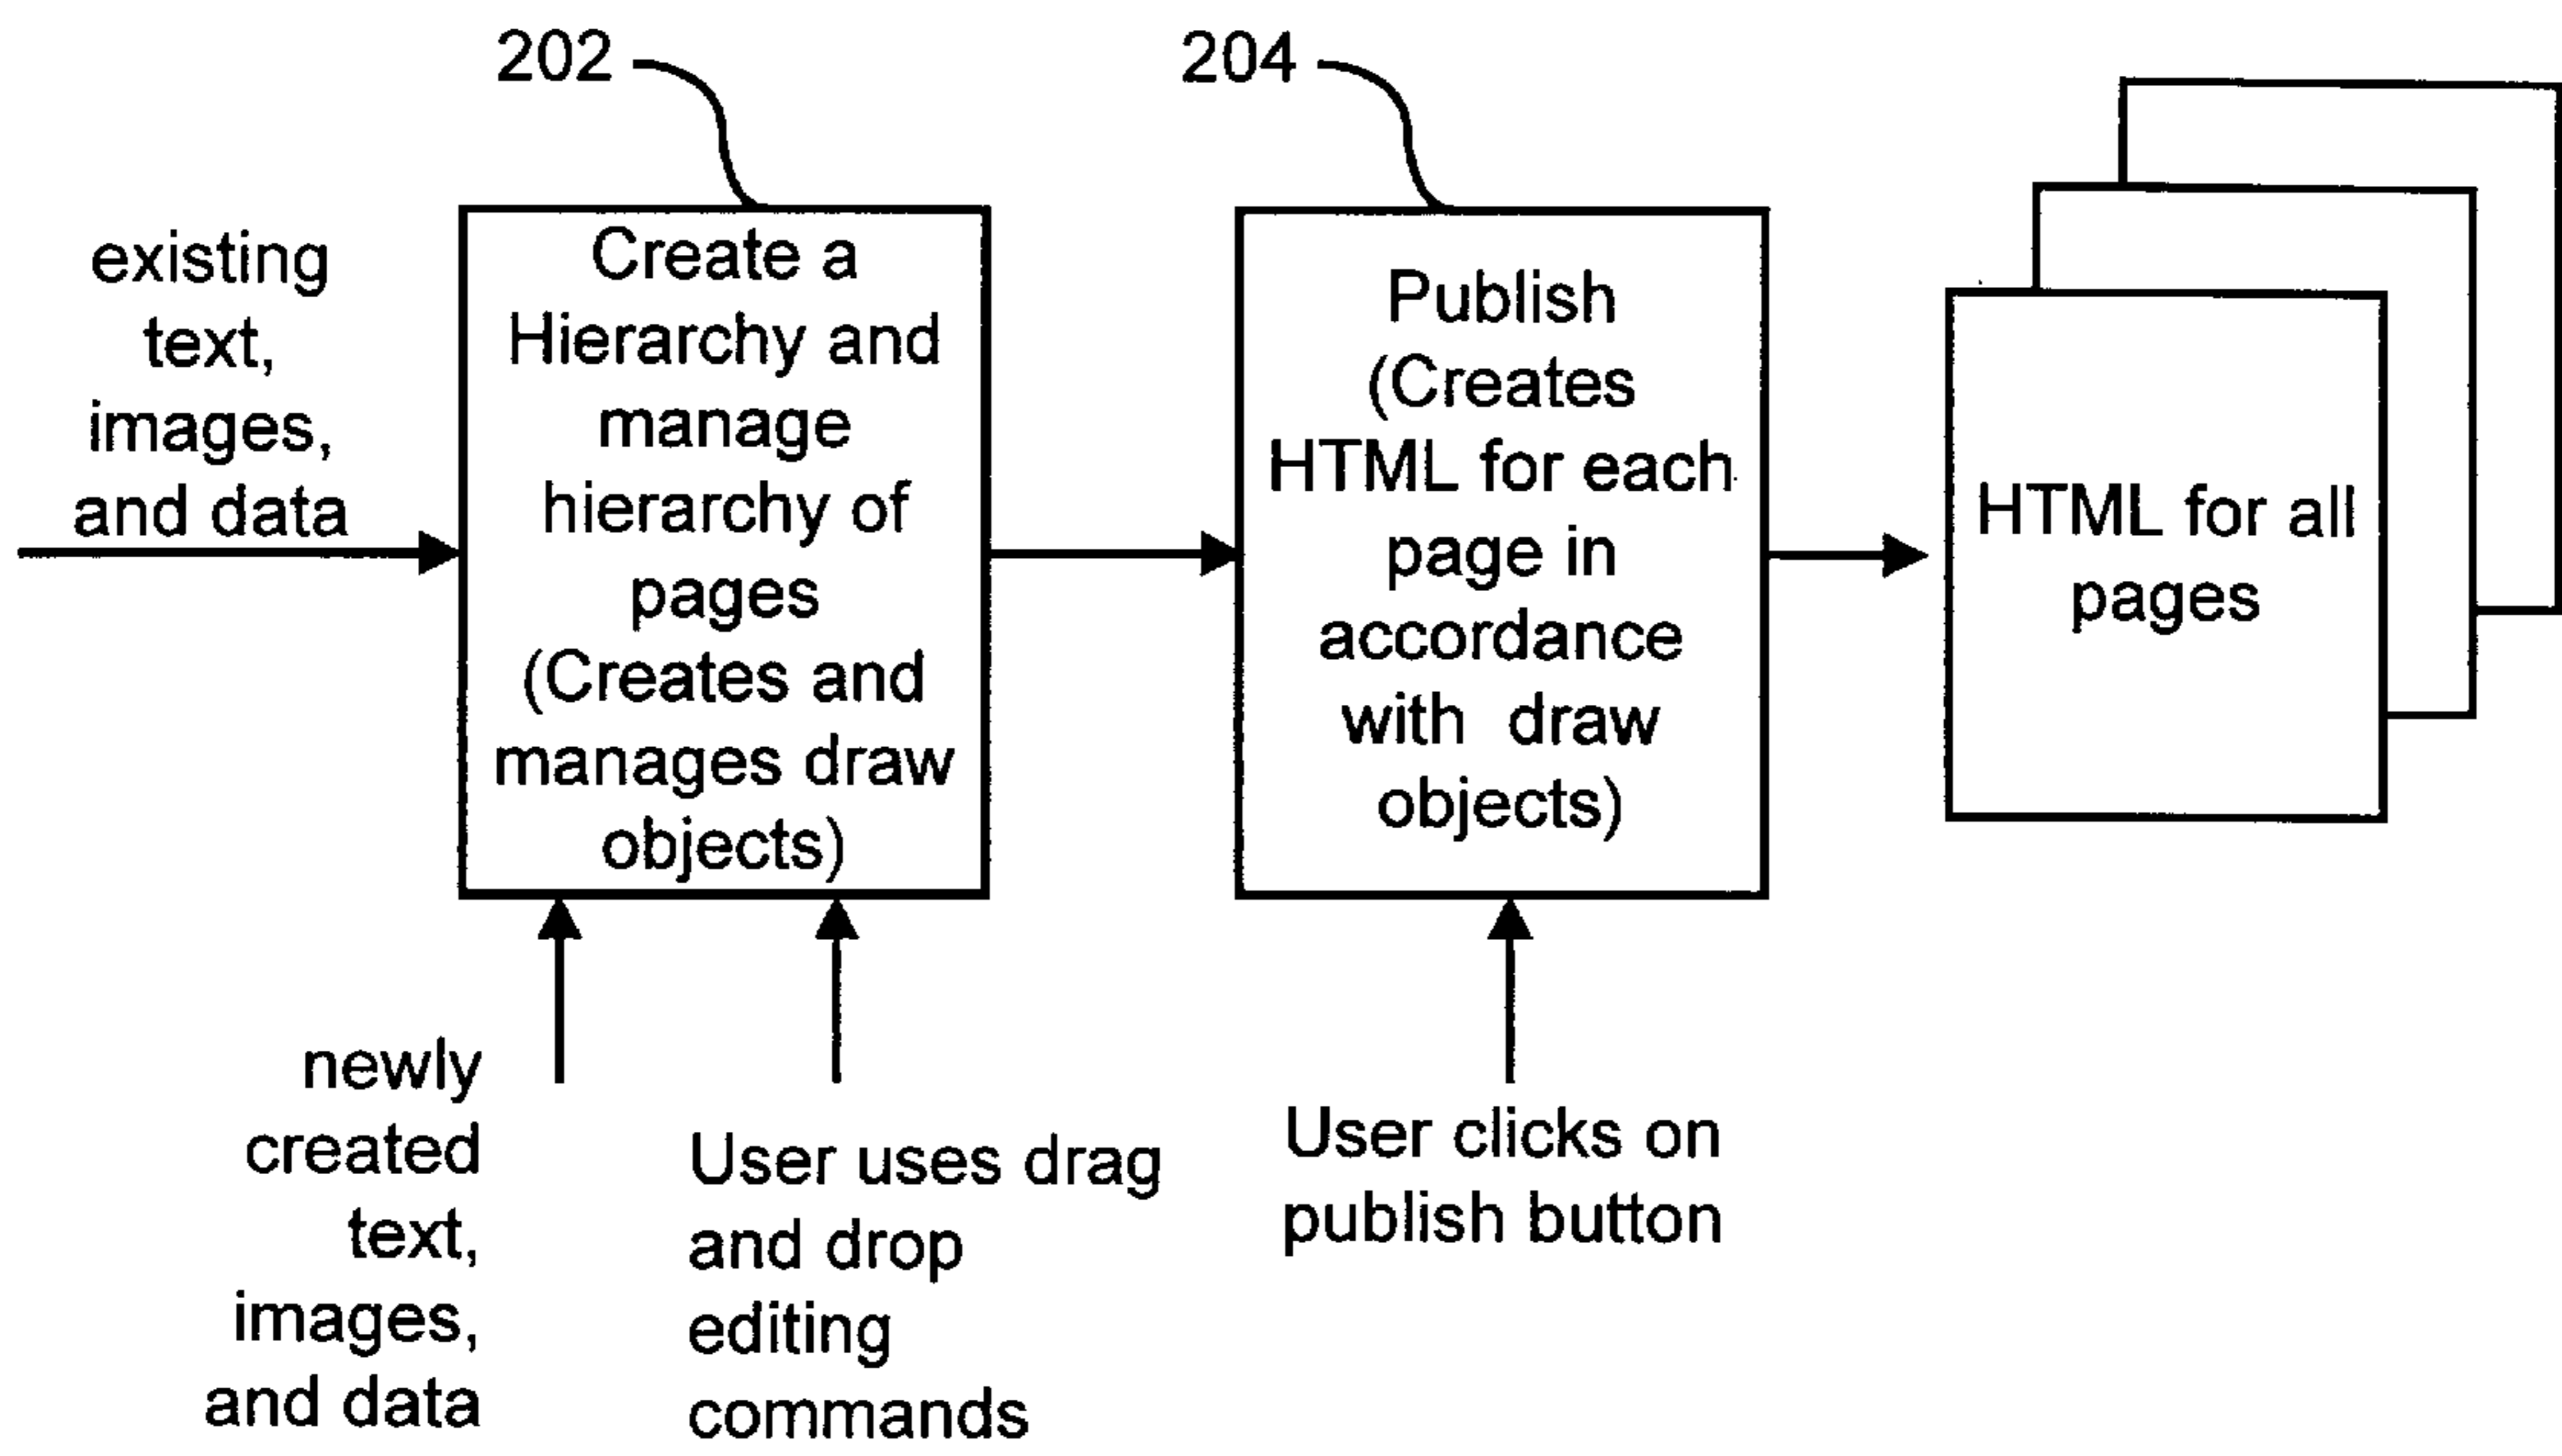 202
204
existing
text,
images,
and data
Create a
Hierarchy and
manage
hierarchy of
pages
(Creates and
manages draw
objects)
Publish
(Creates
HTML for each
page in
accordance
with draw
objects)
HTML for all
pages
newly
created
text,
images,
and data
User uses drag
and drop
editing
commands
User clicks on
publish button